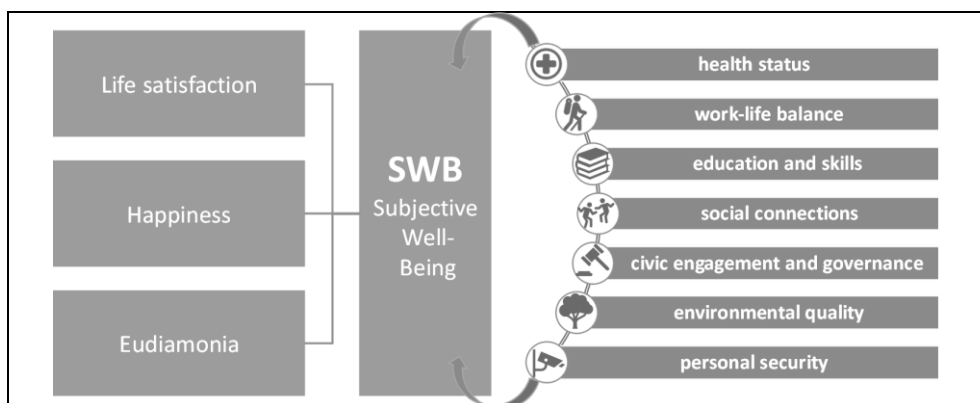 Life satisfaction
Happiness
Eudiamonia
SWB
Subjective
Well-
Being
health status
work-life balance
education and skills
social connections
civic engagement and governance
environmental quality
personal security